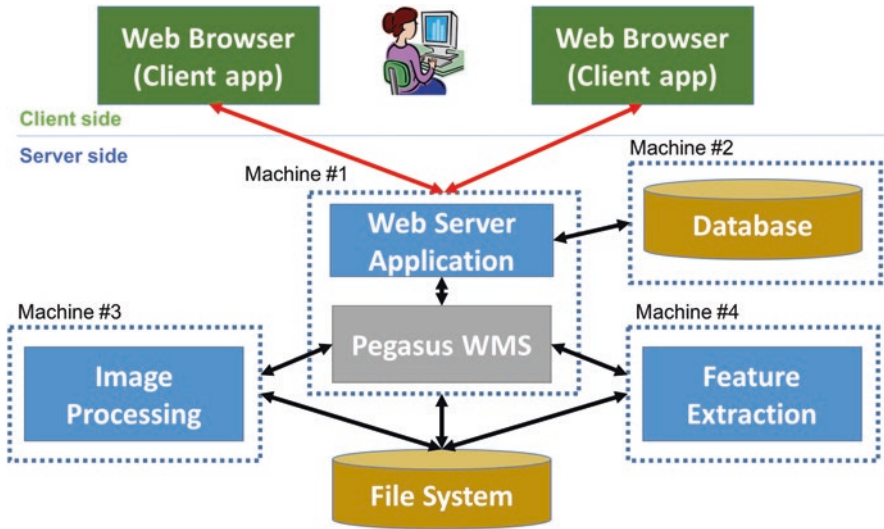 Web Browser
(Client app)
Web Browser
(Client app)
Client side
Server side
Machine #1
Machine #2
Web Server
Application
Database
Machine #3
Machine #4
Pegasus WMS
Image
Processing
Feature
Extraction
File System